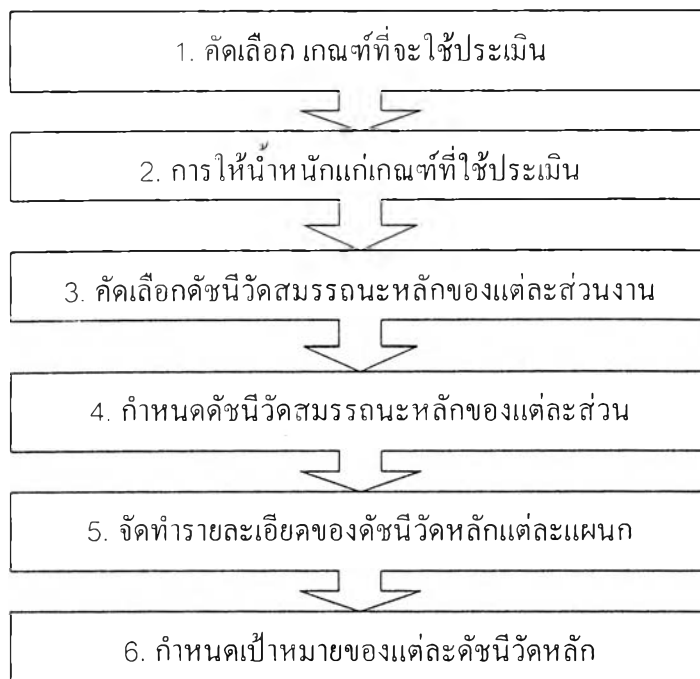 1. คัดเลือก เกณฑ์ที่จะใช้ประเมิน
2. การให้น้ำหนักแก่เกณฑ์ที่ใช้ประเมิน
3. คัดเลือกดัชนีวัดสมรรถนะหลักของแต่ละส่วนงาน
4. กำหนดดัชนีวัดสมรรถนะหลักของแต่ละส่วน
5. จัดทำรายละเอียดของดัชนีวัดหลักแต่ละแผนก
6. กำหนดเป้าหมายของแต่ละดัชนีวัดหลัก